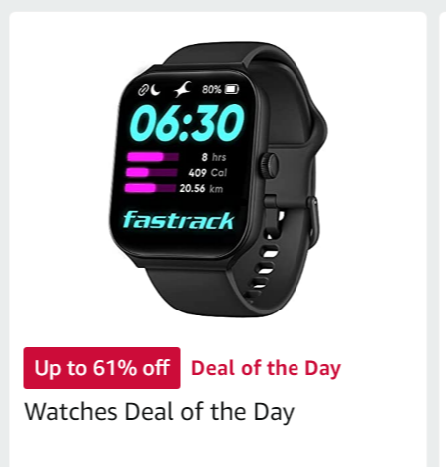 80%
06:30
8 hrs
409 Cal
20.56 km
fastrack
Up to 61% off Deal of the Day
Watches Deal of the Day